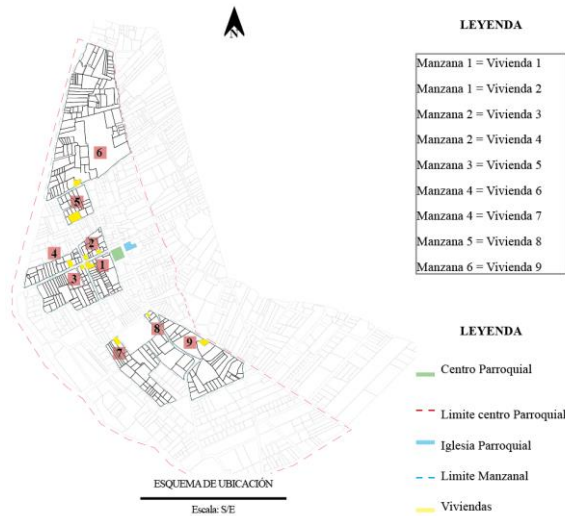 N
6
5
2
4
1
3
8
9
7
ESQUEMA DE UBICACIÓN
Escala: S/E
LEYENDA
Manzana 1 = Vivienda 1
Manzana 1 = Vivienda 2
Manzana 2 = Vivienda 3
Manzana 2 = Vivienda 4
Manzana 3 = Vivienda 5
Manzana 4 = Vivienda 6
Manzana 4 = Vivienda 7
Manzana 5 = Vivienda 8
Manzana 6 = Vivienda 9
LEYENDA
Centro Parroquial
Limite centro Parroquial
Iglesía Parroquial
Limite Manzanal
Viviendas